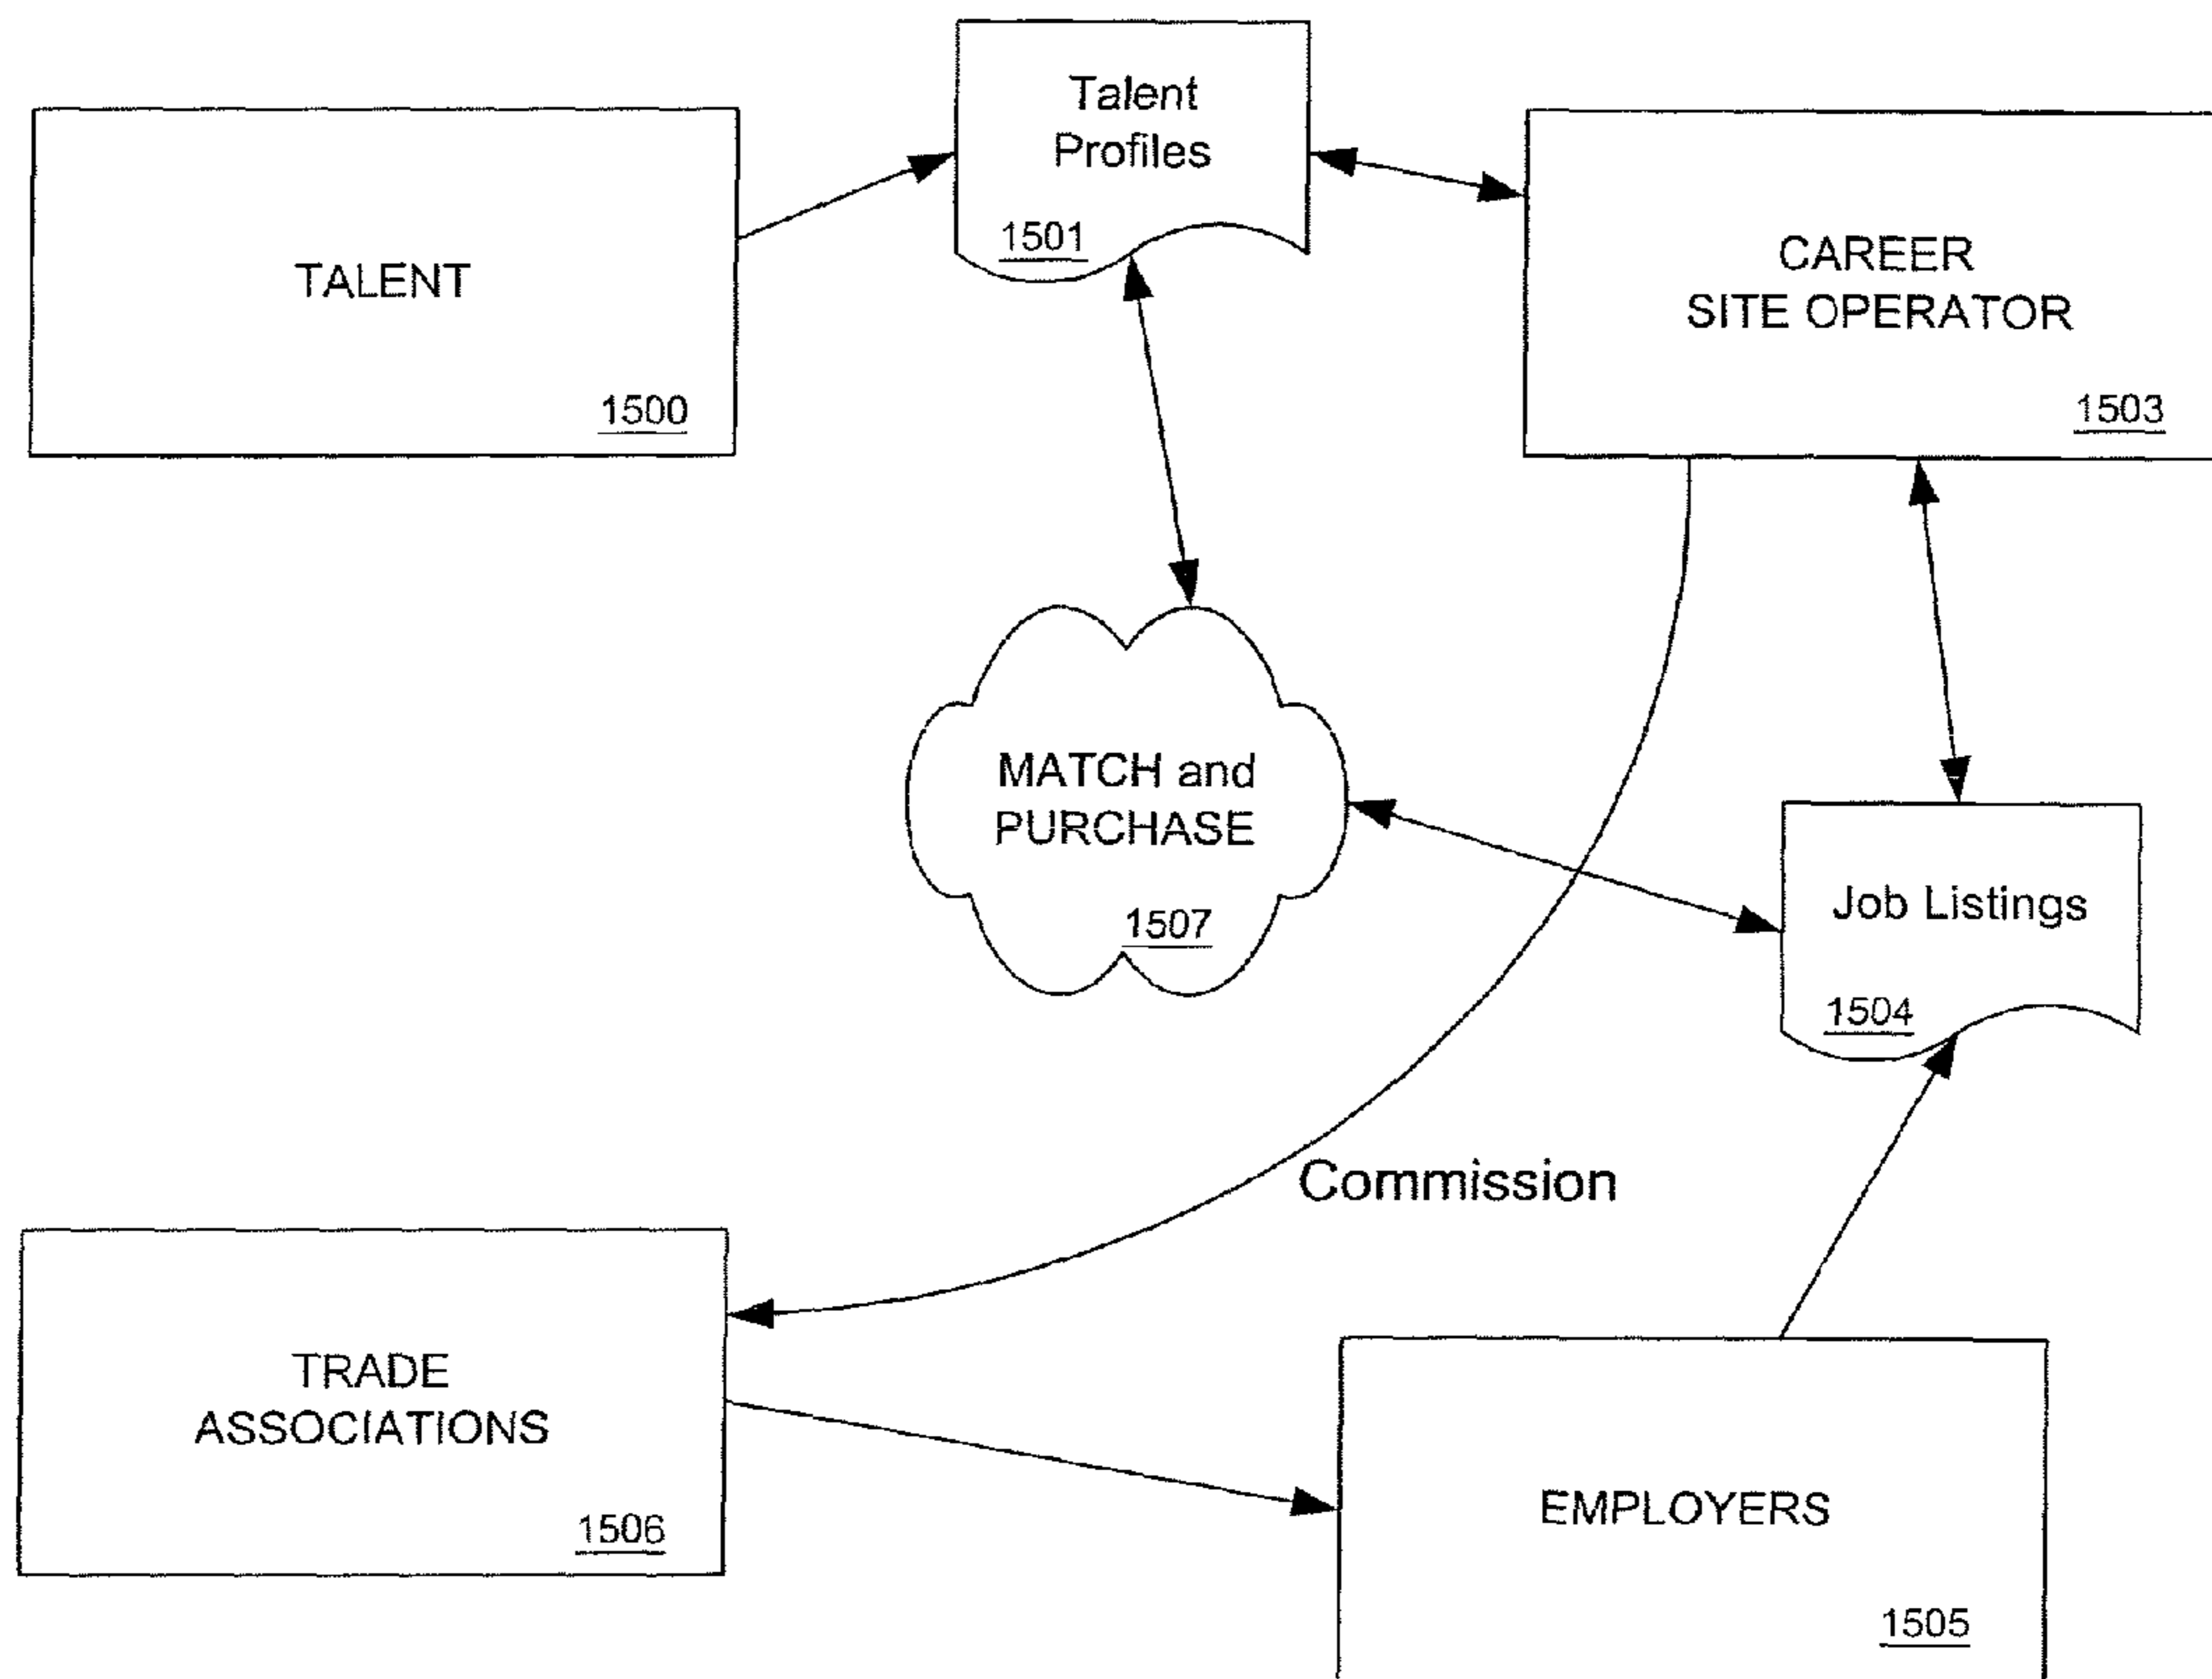 Talent
Profiles
1501
TALENT
1500
CAREER
SITE OPERATOR
1503
MATCH and
PURCHASE
1507
Job Listings
1504
Commission
TRADE
ASSOCIATIONS
1506
EMPLOYERS
1505